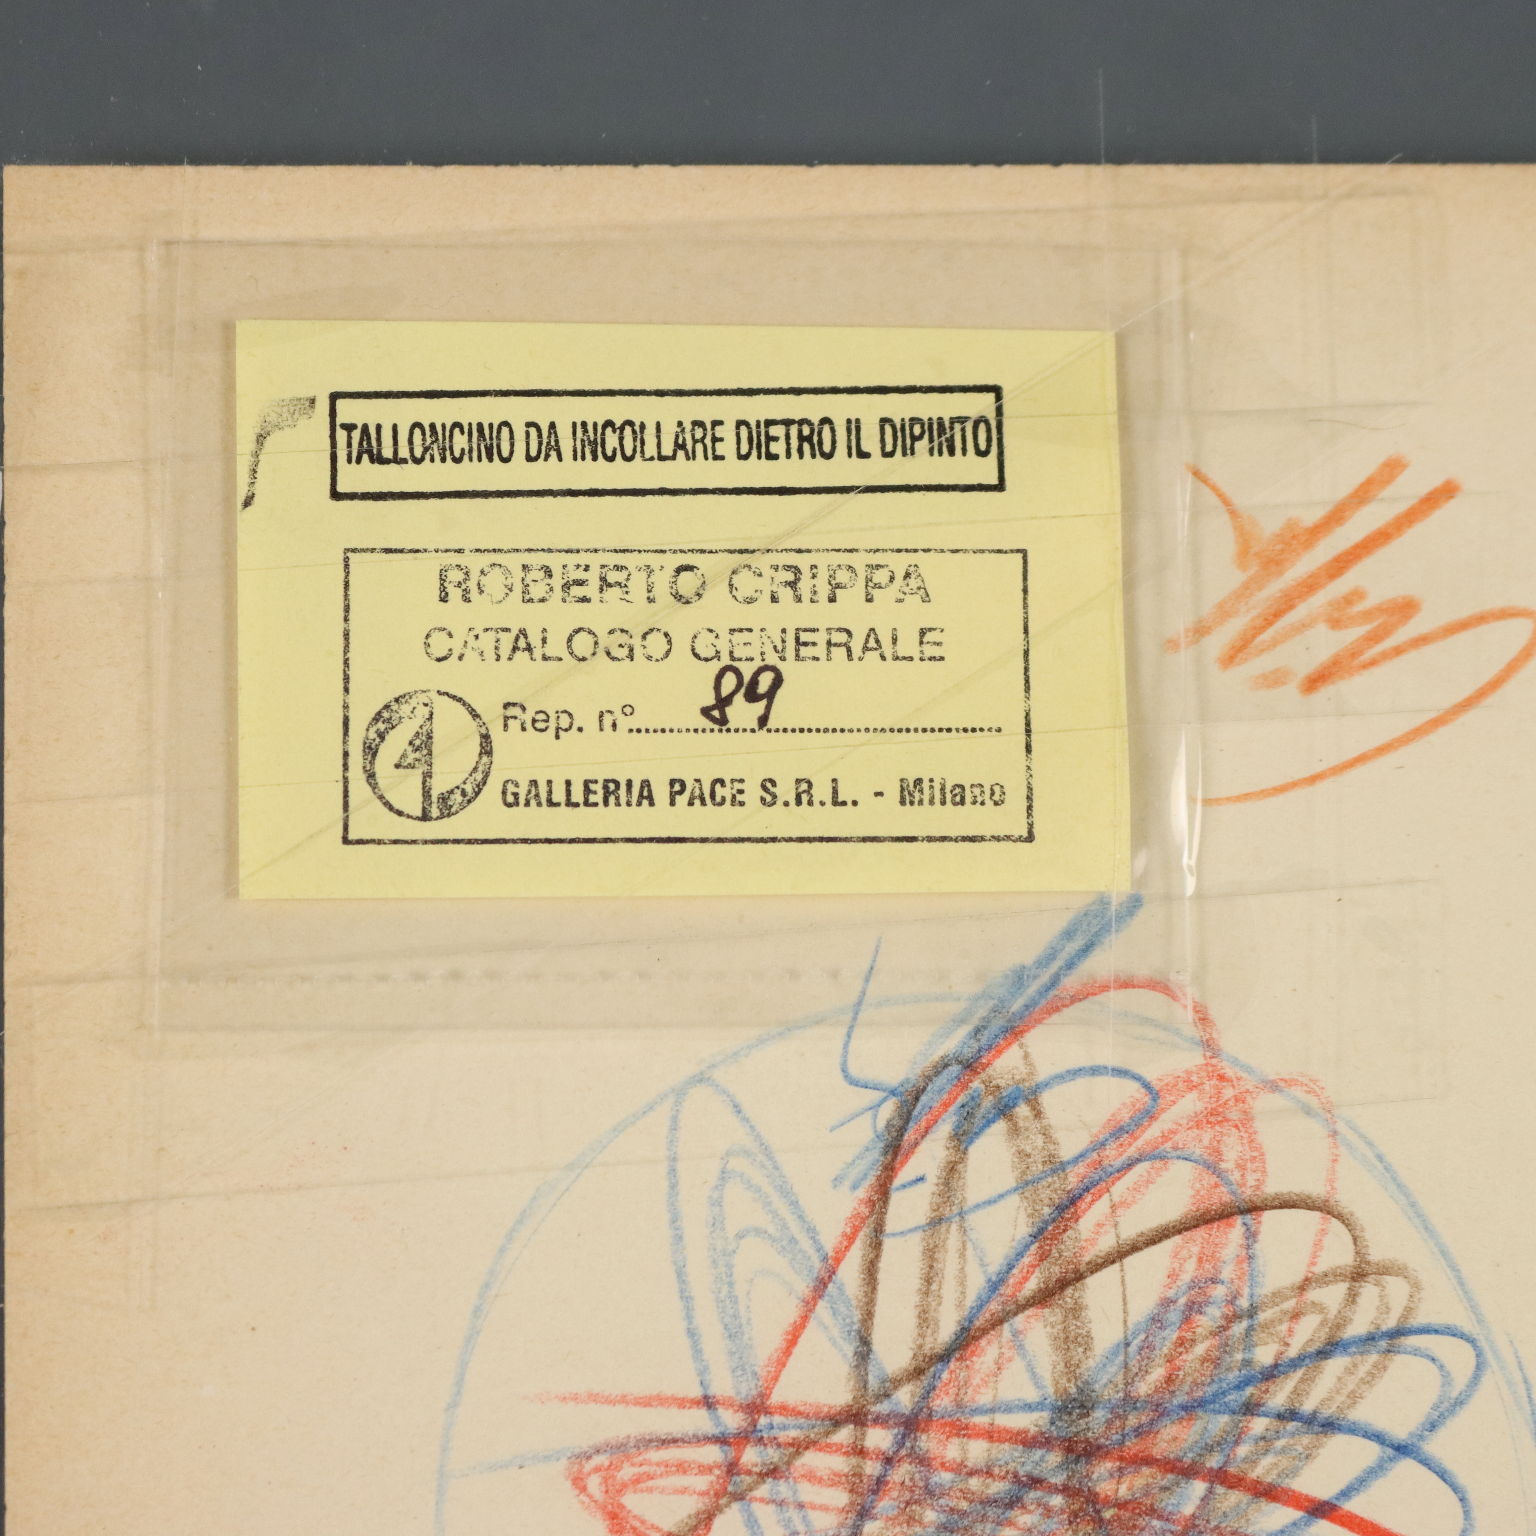 TALLONCINO DA INCOLLARE DIETRO IL DIPINTO
ROBERTO CRIPPA
CATALOGO GENERALE
Rep. n° 89
GALLERIA PACE S.R.L. - Milano